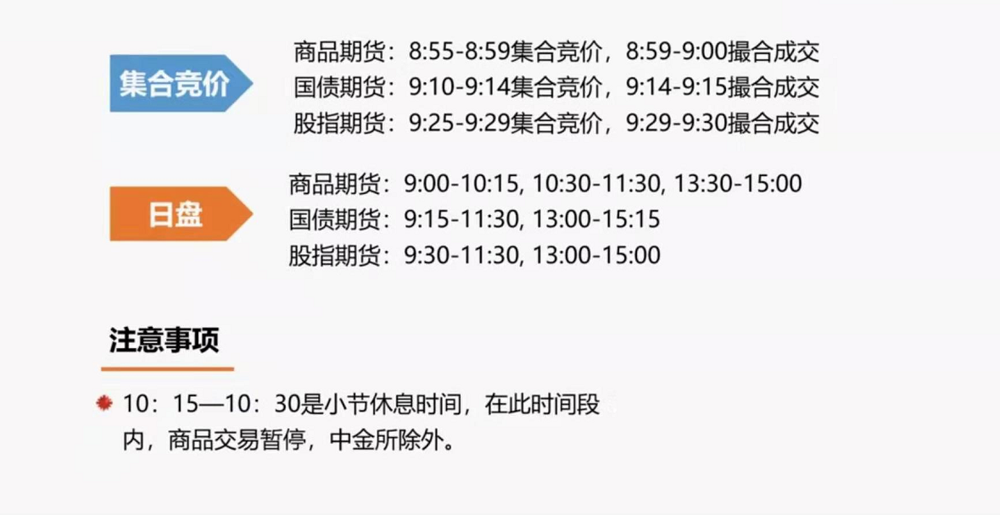 集合竞价
商品期货：8:55-8:59集合竞价，8:59-9:00撮合成交
国债期货：9:10-9:14集合竞价，9:14-9:15撮合成交
股指期货：9:25-9:29集合竞价，9:29-9:30撮合成交
日盘
商品期货：9:00-10:15, 10:30-11:30, 13:30-15:00
国债期货：9:15-11:30, 13:00-15:15
股指期货：9:30-11:30, 13:00-15:00
注意事项
10：15—10：30是小节休息时间，在此时间段
内，商品交易暂停，中金所除外。